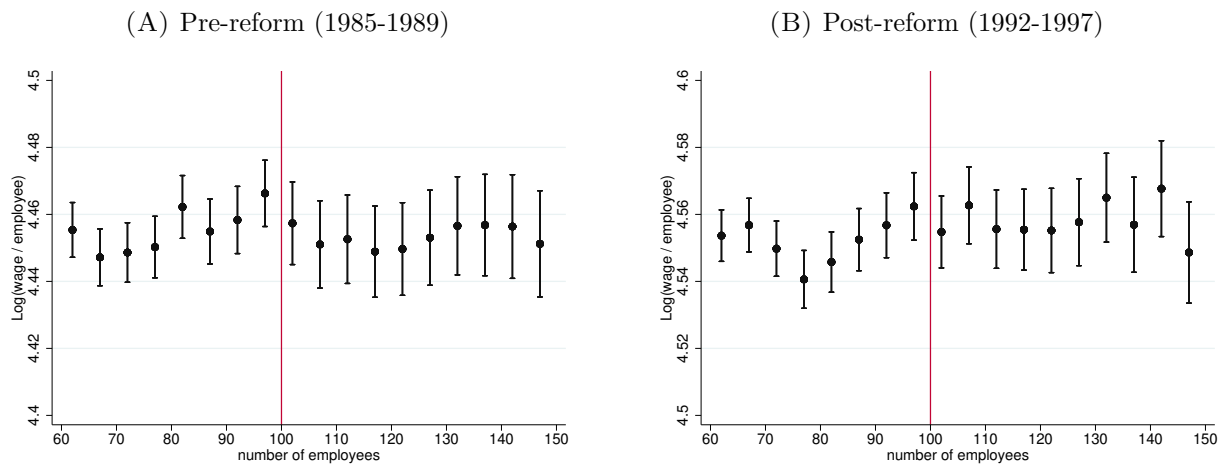 (A) Pre-reform (1985-1989)
Log(wage / employee)
4.5
4.48
4.46
4.44
4.42
4.4
60 70 80 90 100 110 120 130 140 150
number of employees
(B) Post-reform (1992-1997)
Log(wage / employee)
4.6
4.58
4.56
4.54
4.52
4.5
60 70 80 90 100 110 120 130 140 150
number of employees